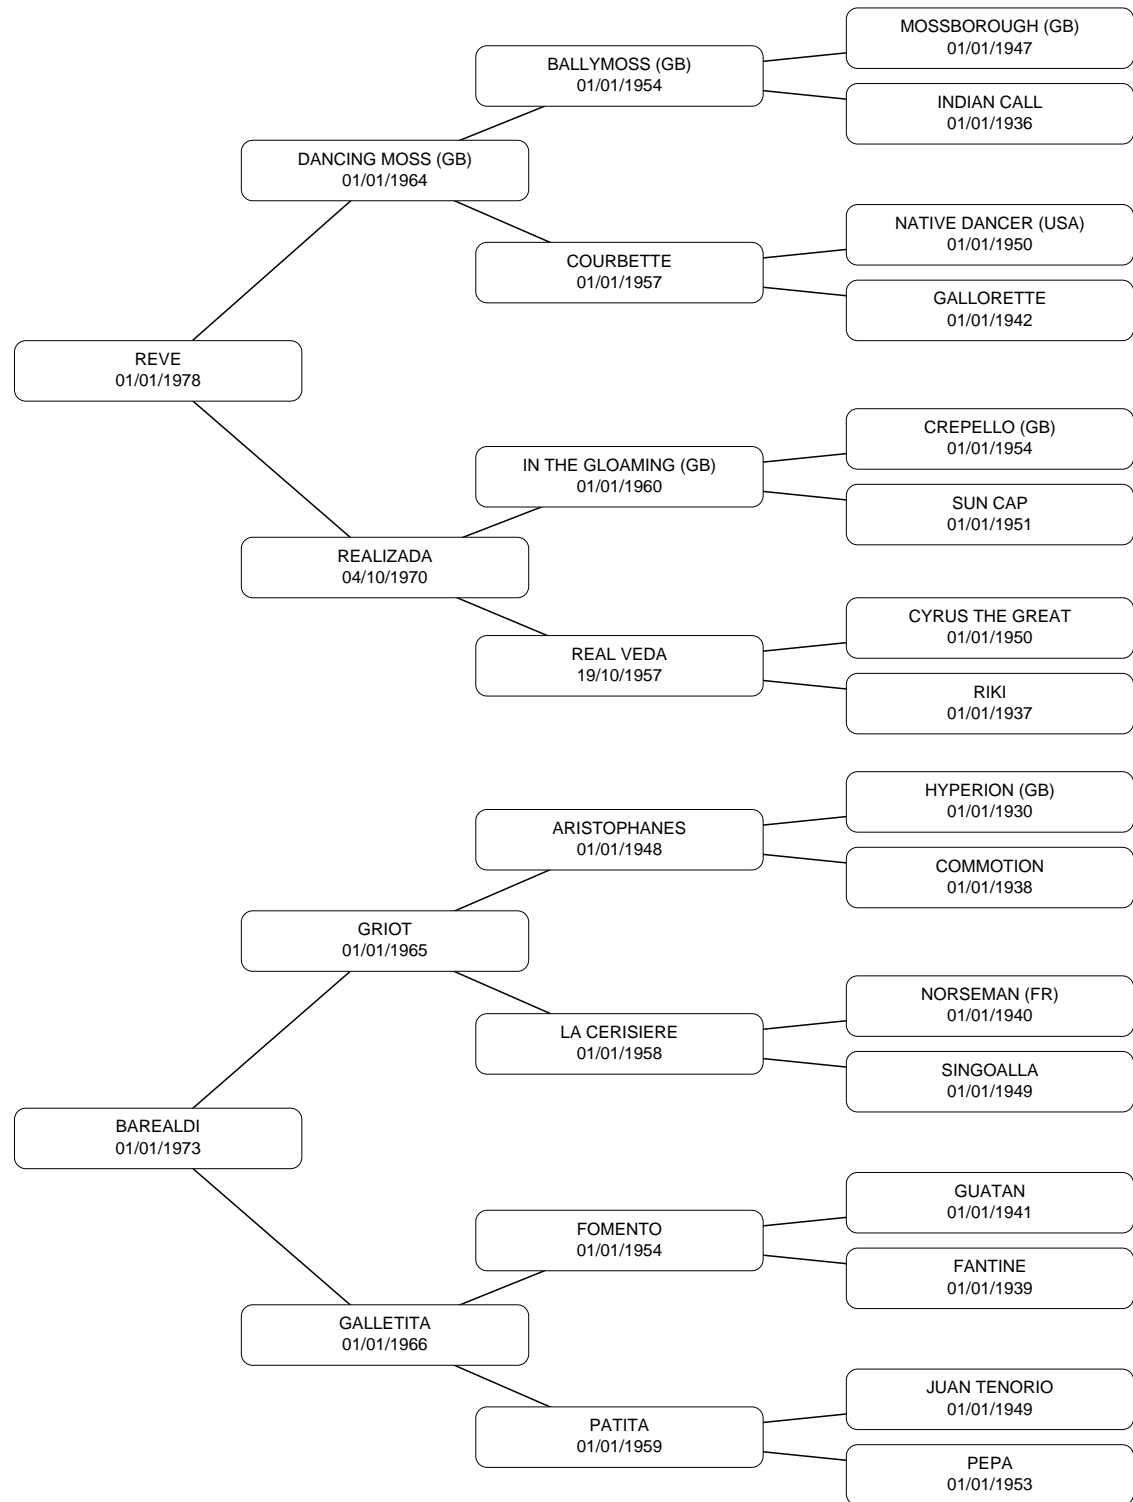 MOSSBOROUGH (GB)
01/01/1947
BALLYMOSS (GB)
01/01/1954
INDIAN CALL
01/01/1936
DANCING MOSS (GB)
01/01/1964
NATIVE DANCER (USA)
01/01/1950
COURBETTE
01/01/1957
GALLORETTE
01/01/1942
REVE
01/01/1978
CREPELLO (GB)
01/01/1954
IN THE GLOAMING (GB)
01/01/1960
SUN CAP
01/01/1951
REALIZADA
04/10/1970
CYRUS THE GREAT
01/01/1950
REAL VEDA
19/10/1957
RIKI
01/01/1937
HYPERION (GB)
01/01/1930
ARISTOPHANES
01/01/1948
COMMOTION
01/01/1938
GRIOT
01/01/1965
NORSEMAN (FR)
01/01/1940
LA CERISIERE
01/01/1958
SINGOALLA
01/01/1949
BAREALDI
01/01/1973
GUATAN
01/01/1941
FOMENTO
01/01/1954
FANTINE
01/01/1939
GALLETITA
01/01/1966
JUAN TENORIO
01/01/1949
PATITA
01/01/1959
PEPA
01/01/1953